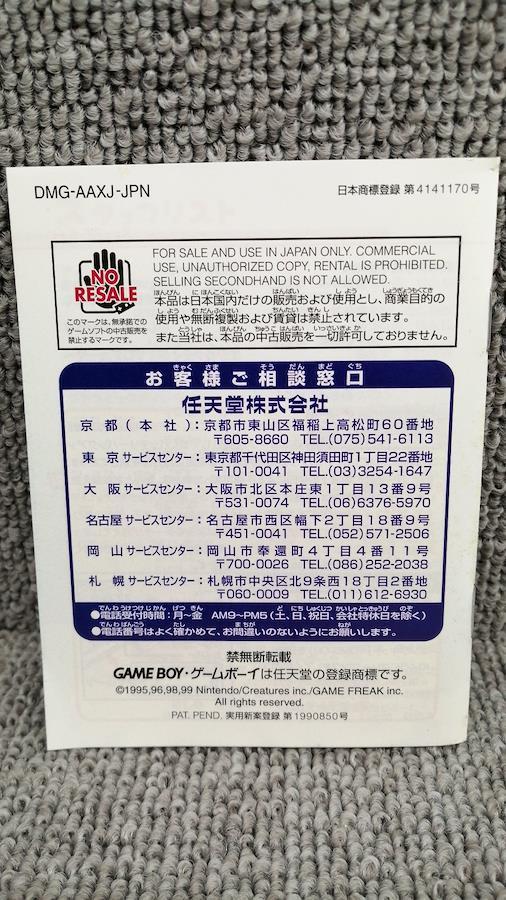 DMG-AAXJ-JPN
日本商標登録 第4141170号
NO RESALE
このマークは、無承諾での
ゲームソフトの中古販売を
禁止するマークです。
FOR SALE AND USE IN JAPAN ONLY. COMMERCIAL
USE, UNAUTHORIZED COPY, RENTAL IS PROHIBITED.
SELLING SECONDHAND IS NOT ALLOWED.
本品は日本国内だけの販売および使用とし、商業目的の
使用や無断複製および賃貸は禁止されています。
また当社は、本品の中古販売を一切許可しておりません。
お客様ご相談窓口
任天堂株式会社
京都(本社):京都市東山区福稲上高松町60番地
〒605-8660 TEL.(075)541-6113
東京サービスセンター:東京都千代田区神田須田町1丁目22番地
〒101-0041 TEL.(03)3254-1647
大阪サービスセンター:大阪市北区本庄東1丁目13番9号
〒531-0074 TEL.(06)6376-5970
名古屋サービスセンター:名古屋市西区幅下2丁目18番9号
〒451-0041 TEL.(052)571-2506
岡山サービスセンター:岡山市奉還町4丁目4番11号
〒700-0026 TEL.(086)252-2038
札幌サービスセンター:札幌市中央区北9条西18丁目2番地
〒060-0009 TEL.(011)612-6930
●電話受付時間:月〜金 AM9〜PM5(土、日、祝日、会社特休日を除く)
●電話番号はよく確かめて、お間違いのないようにお願いします。
禁無断転載
GAME BOY・ゲームボーイは任天堂の登録商標です。
©1995,96,98,99 Nintendo/Creatures inc./GAME FREAK inc.
All rights reserved.
PAT. PEND. 実用新案登録 第1990850号